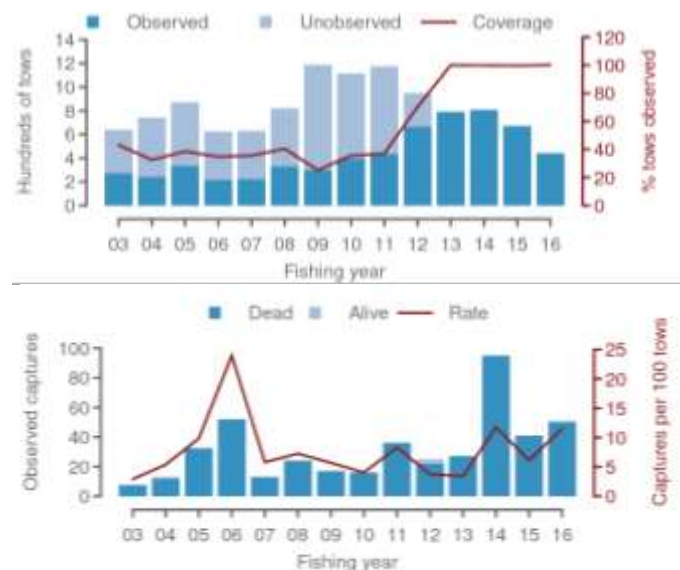 Observed Unobserved Coverage
14 120
12 100
10 80
8 60
6 40
4 20
2 0
0
Hundreds of tows
% tows observed
03 04 05 06 07 08 09 10 11 12 13 14 15 16
Fishing year
Dead Alive Rate
100 25
80 20
60 15
40 10
20 5
0 0
Observed captures
Captures per 100 tows
03 04 05 06 07 08 09 10 11 12 13 14 15 16
Fishing year